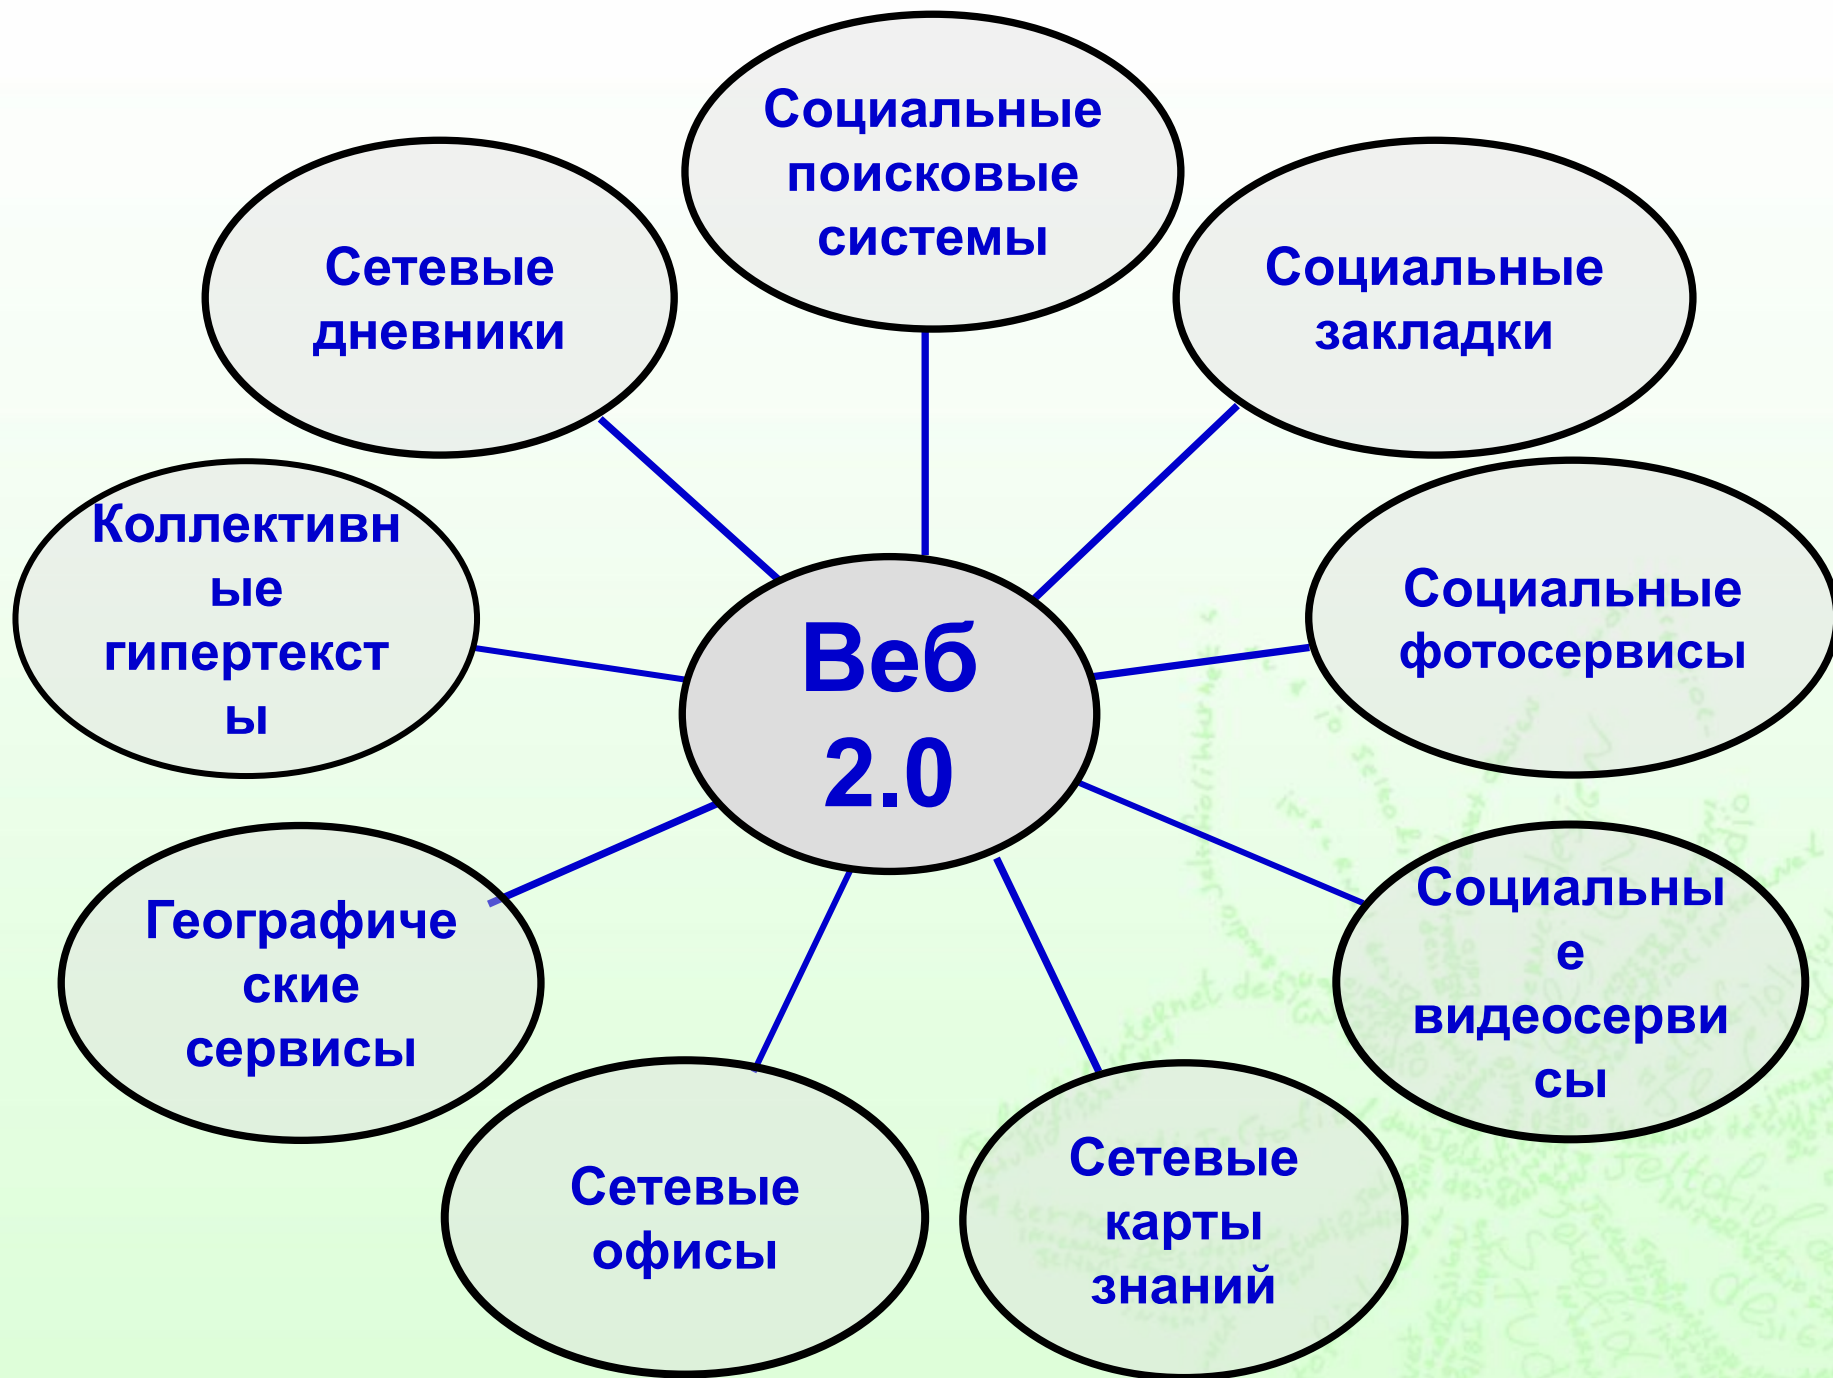 Социальные
поисковые
системы
Сетевые
дневники
Социальные
закладки
Коллективн
ые
гипертекст
ы
Веб
2.0
Социальные
фотосервисы
Географиче
ские
сервисы
Социальны
е
видеосерви
сы
Сетевые
офисы
Сетевые
карты
знаний